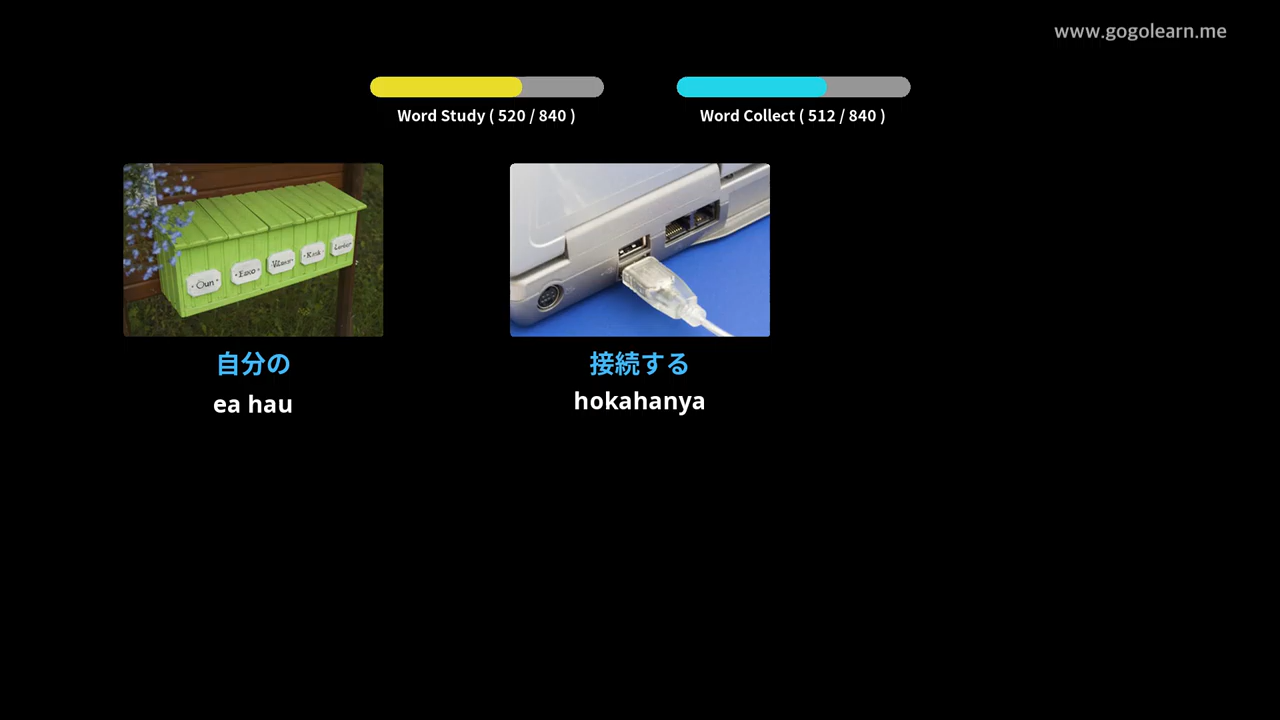 www.gogolearn.me
Word Study ( 520 / 840 )
Word Collect ( 512 / 840 )
自分の
ea hau
接続する
hokahanya